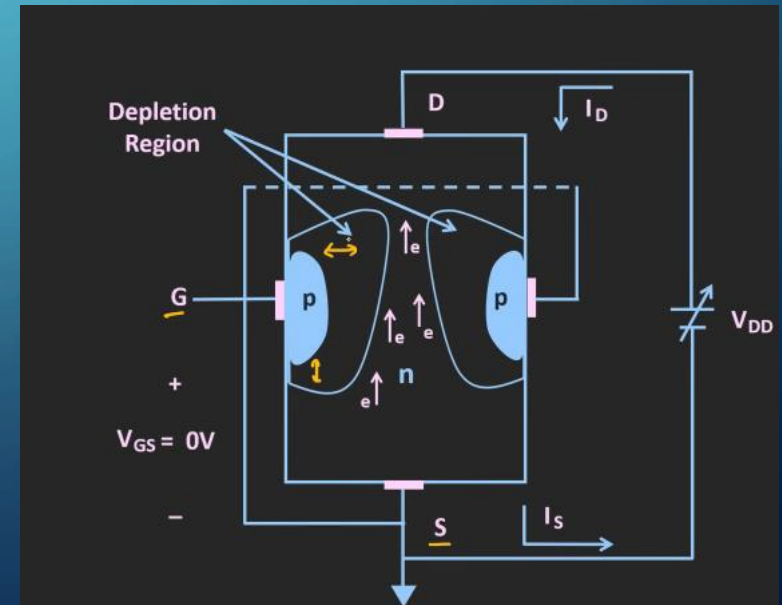 D
I_D
Depletion
Region
e
G
p
p
V_DD
e
e
+
n
e
V_GS = 0V
–
S
I_S